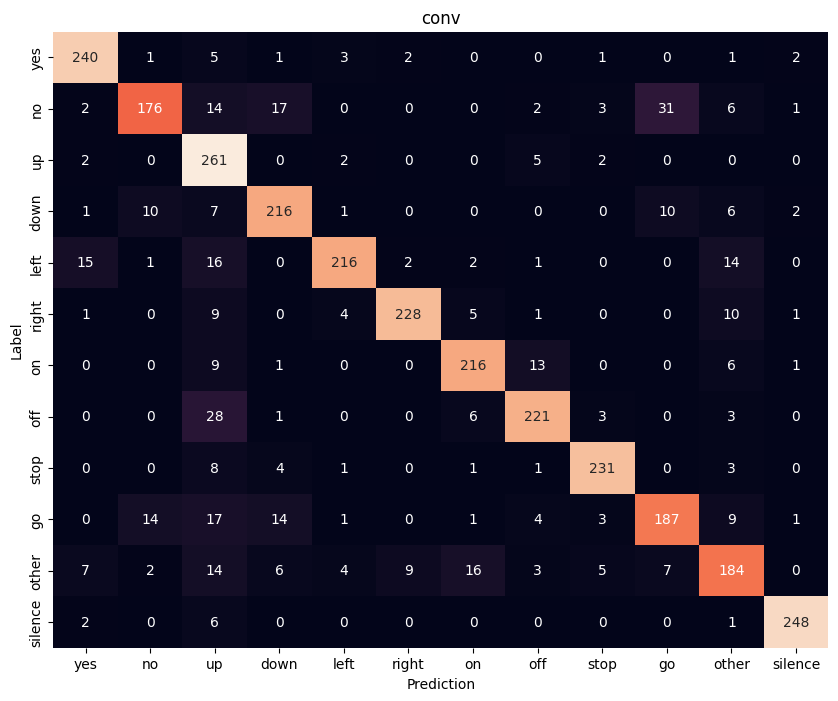 conv
yes 240 1 5 1 3 2 0 0 1 0 1 2
no 2 176 14 17 0 0 0 2 3 31 6 1
up 2 0 261 0 2 0 0 5 2 0 0 0
down 1 10 7 216 1 0 0 0 0 10 6 2
left 15 1 16 0 216 2 2 1 0 0 14 0
right 1 0 9 0 4 228 5 1 0 0 10 1
on 0 0 9 1 0 0 216 13 0 0 6 1
off 0 0 28 1 0 0 6 221 3 0 3 0
stop 0 0 8 4 1 0 1 1 231 0 3 0
go 0 14 17 14 1 0 1 4 3 187 9 1
other 7 2 14 6 4 9 16 3 5 7 184 0
silence 2 0 6 0 0 0 0 0 0 0 1 248
yes no up down left right on off stop go other silence
Prediction
Label